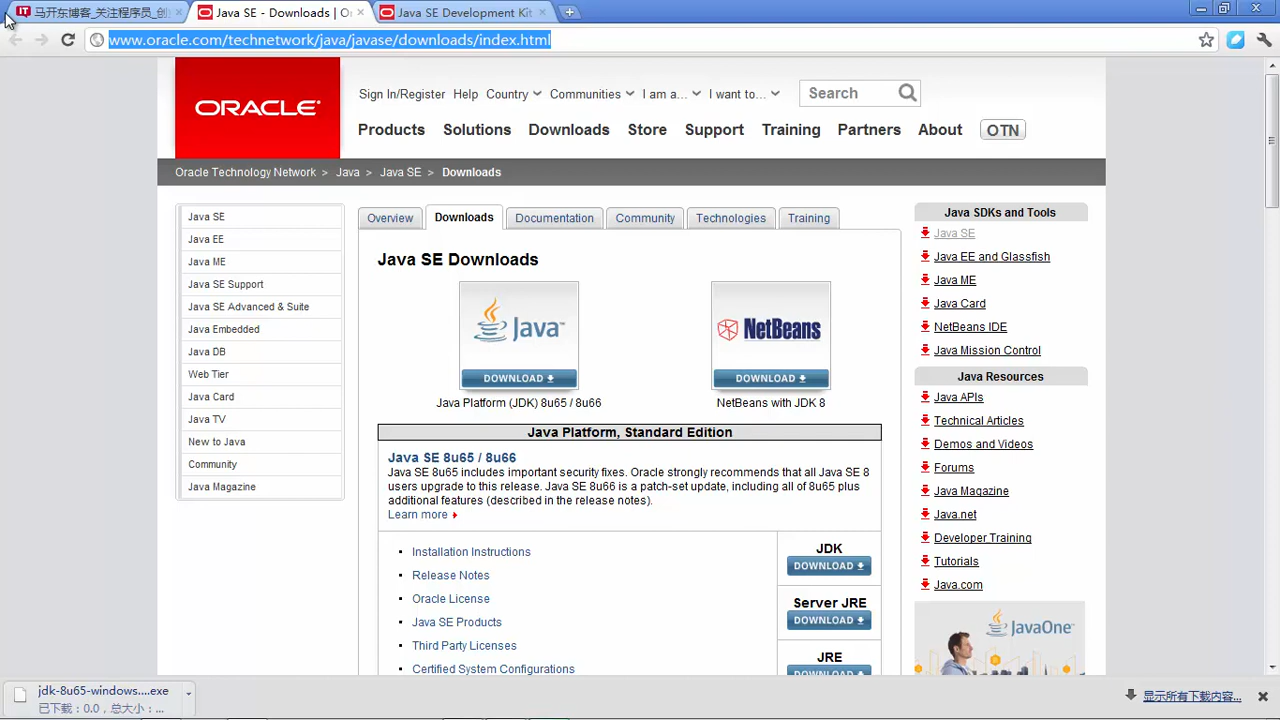 马开东博客_关注程序员_创
Java SE - Downloads | O
Java SE Development Kit
www.oracle.com/technetwork/java/javase/downloads/index.html
ORACLE
Sign In/Register Help Country Communities I am a... I want to... Search
Products Solutions Downloads Store Support Training Partners About OTN
Oracle Technology Network > Java > Java SE > Downloads
Java SE
Java EE
Java ME
Java SE Support
Java SE Advanced & Suite
Java Embedded
Java DB
Web Tier
Java Card
Java TV
New to Java
Community
Java Magazine
Overview Downloads Documentation Community Technologies Training
Java SE Downloads
Java
DOWNLOAD
Java Platform (JDK) 8u65 / 8u66
NetBeans
DOWNLOAD
NetBeans with JDK 8
Java Platform, Standard Edition
Java SE 8u65 / 8u66
Java SE 8u65 includes important security fixes. Oracle strongly recommends that all Java SE 8
users upgrade to this release. Java SE 8u66 is a patch-set update, including all of 8u65 plus
additional features (described in the release notes).
Learn more
Installation Instructions
Release Notes
Oracle License
Java SE Products
Third Party Licenses
Certified System Configurations
JDK
DOWNLOAD
Server JRE
DOWNLOAD
JRE
DOWNLOAD
Java SDKs and Tools
Java SE
Java EE and Glassfish
Java ME
Java Card
NetBeans IDE
Java Mission Control
Java Resources
Java APIs
Technical Articles
Demos and Videos
Forums
Java Magazine
Java.net
Developer Training
Tutorials
Java.com
JavaOne
jdk-8u65-windows....exe
已下载：0.0，总大小：...
显示所有下载内容...